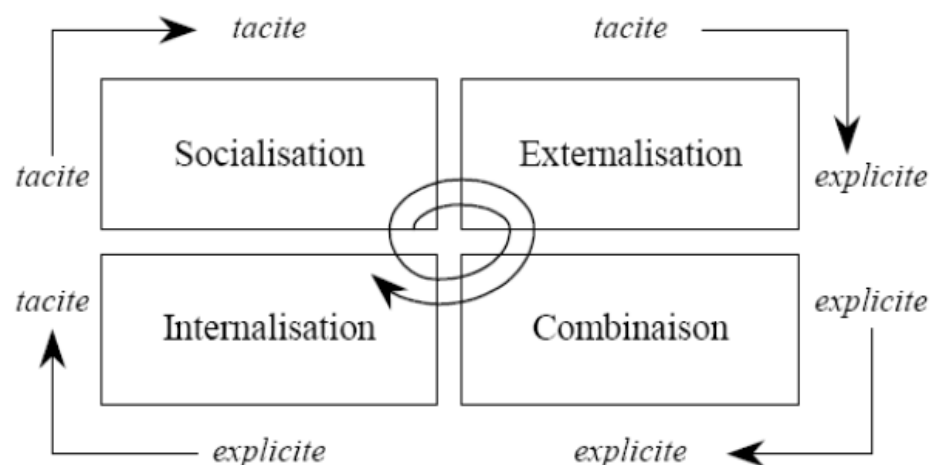 tacite tacite
Socialisation Externalisation
tacite explicite
tacite explicite
Internalisation Combinaison
explicite explicite